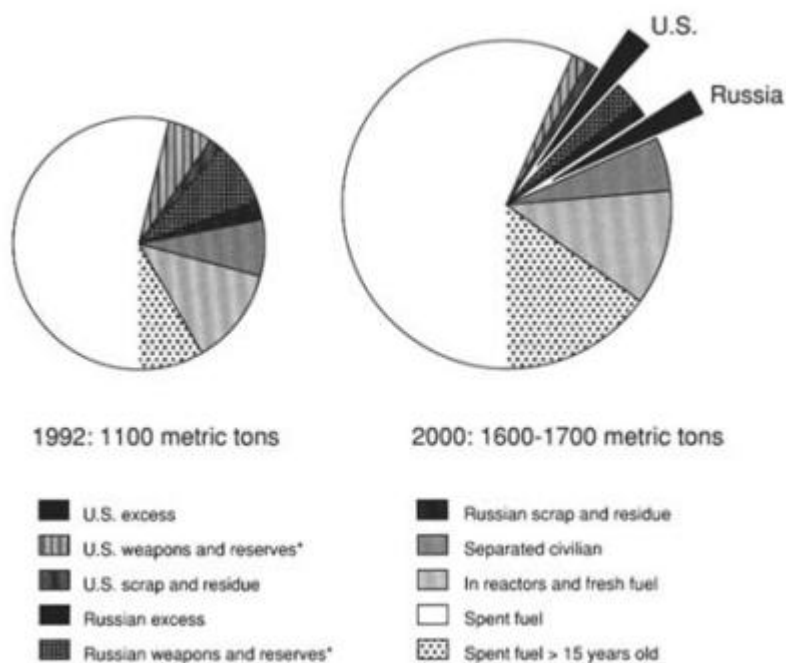 U.S.
Russia
1992: 1100 metric tons
2000: 1600-1700 metric tons
U.S. excess
U.S. weapons and reserves*
U.S. scrap and residue
Russian excess
Russian weapons and reserves*
Russian scrap and residue
Separated civilian
In reactors and fresh fuel
Spent fuel
Spent fuel > 15 years old